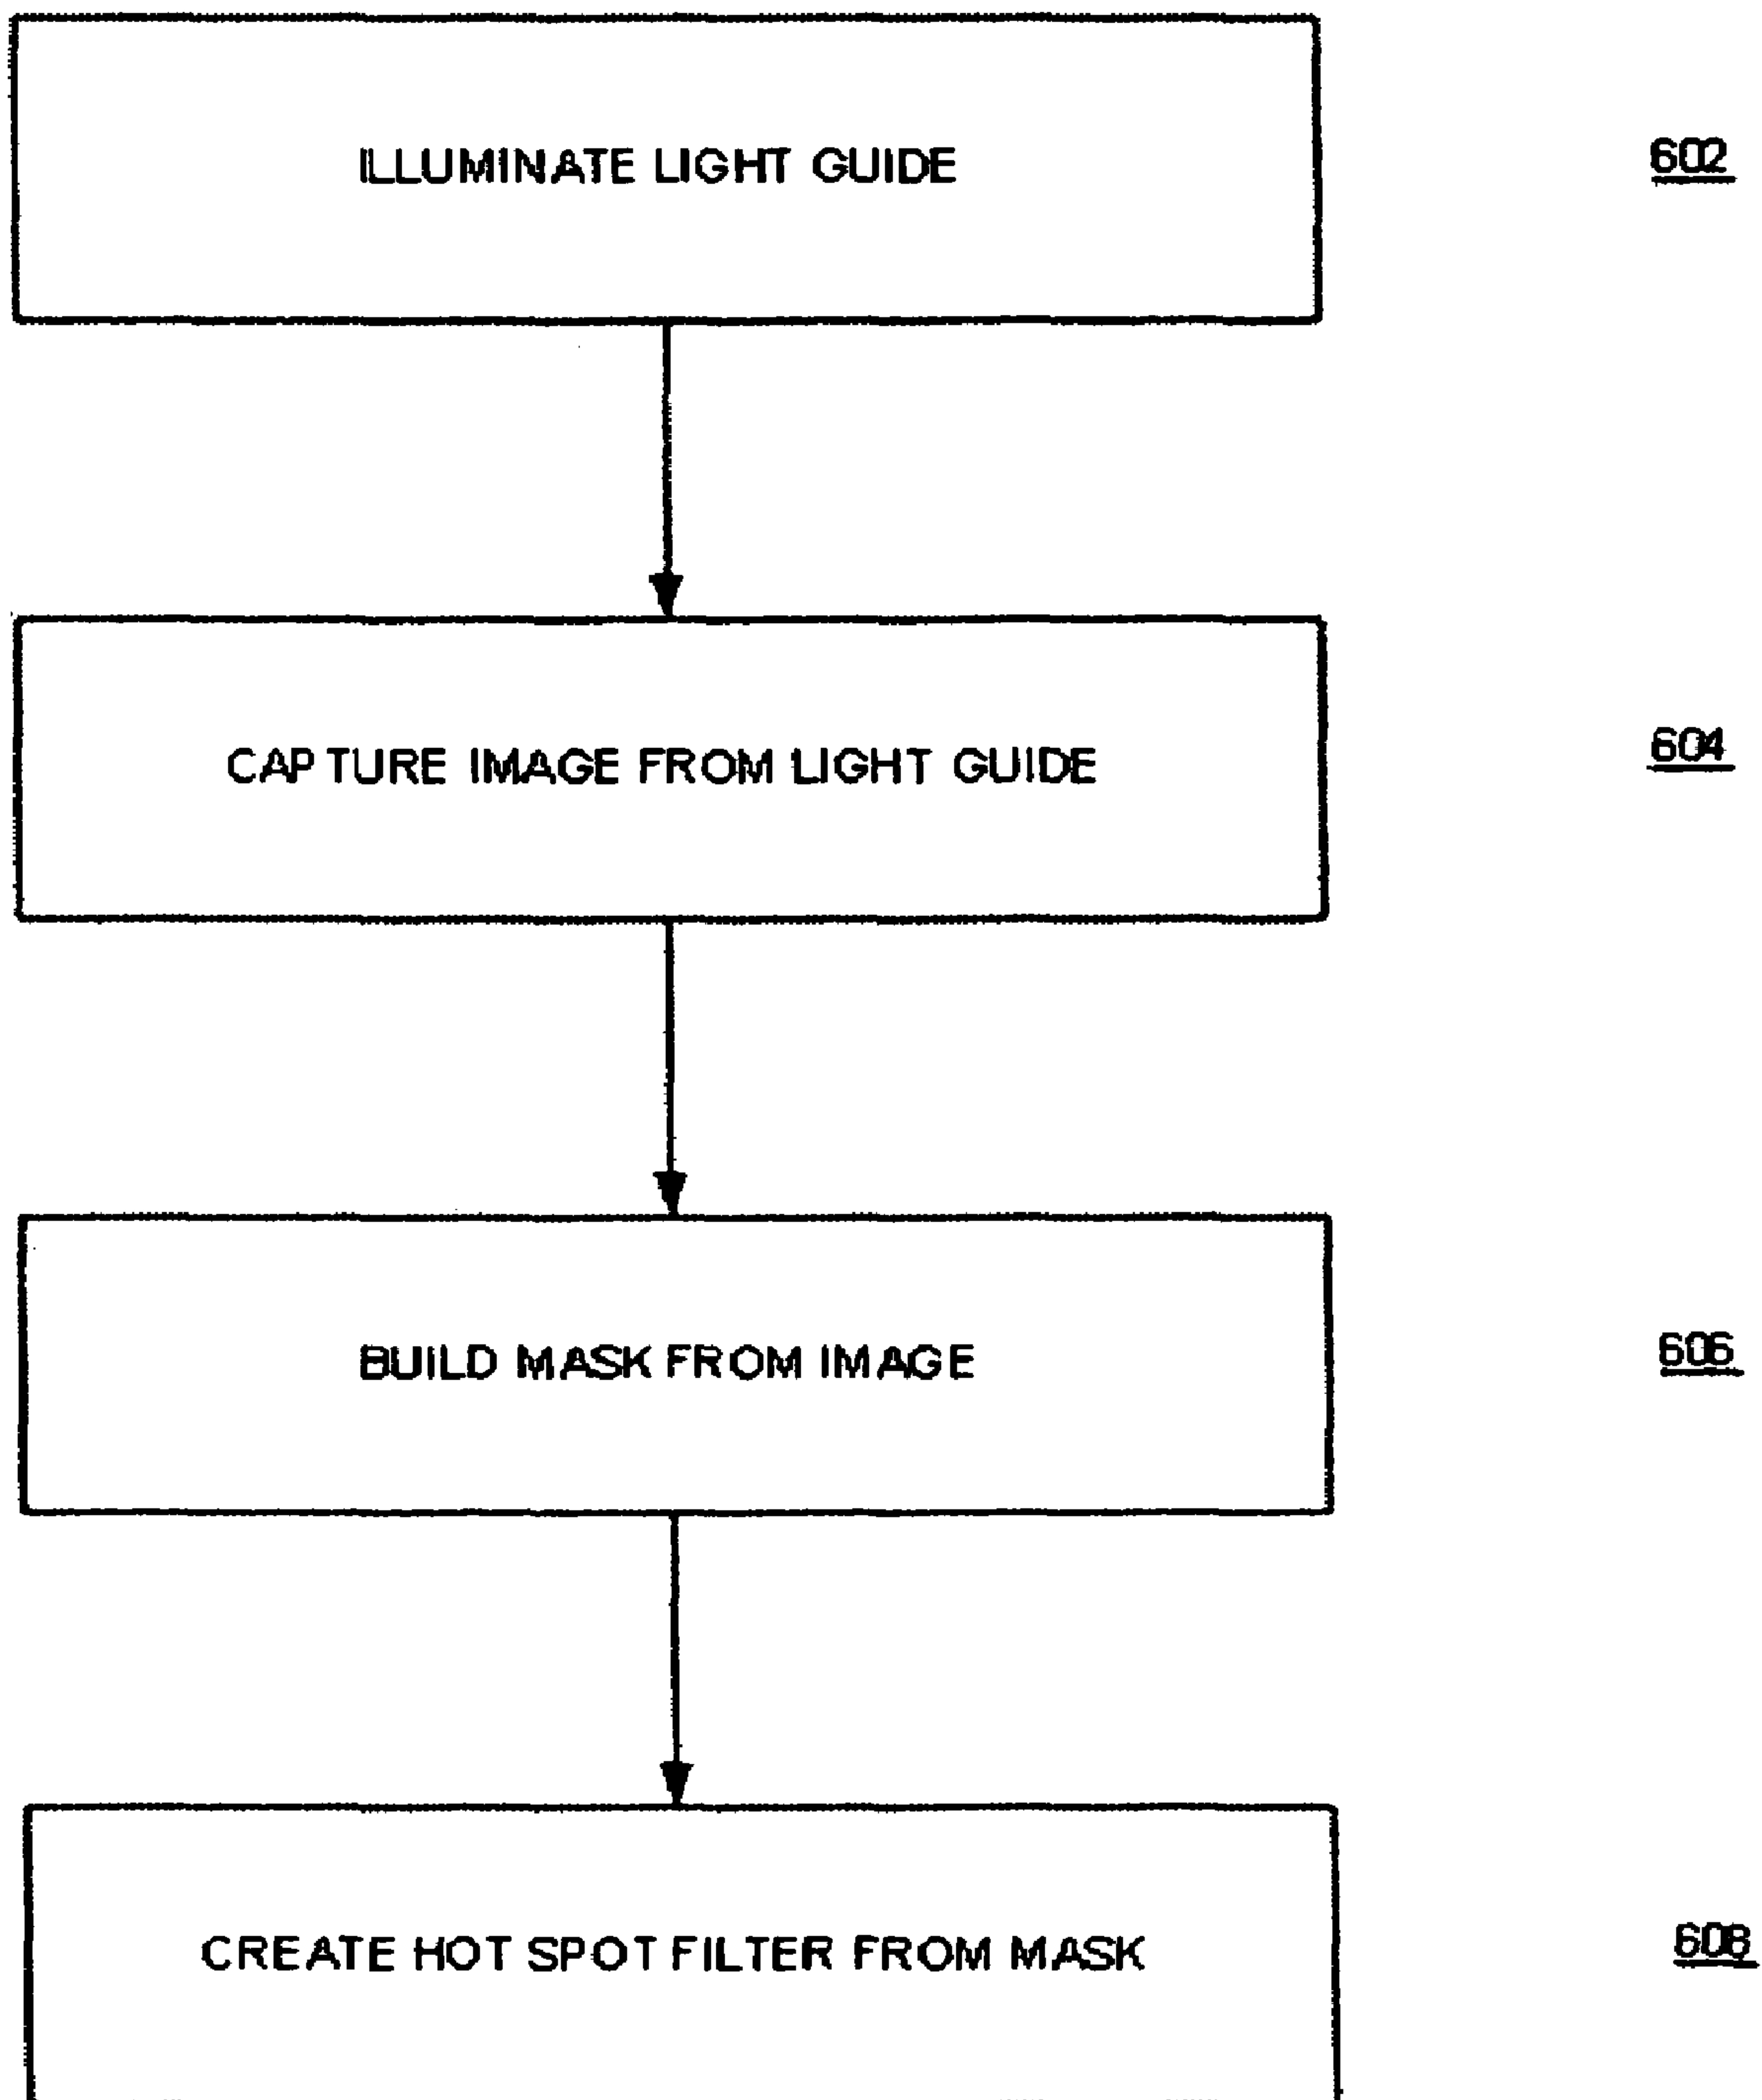 ILLUMINATE LIGHT GUIDE 602
CAPTURE IMAGE FROM LIGHT GUIDE 604
BUILD MASK FROM IMAGE 606
CREATE HOT SPOT FILTER FROM MASK 608